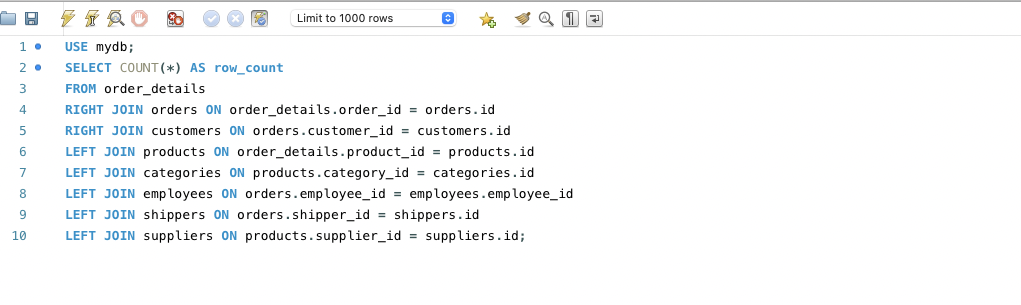 Limit to 1000 rows
1 USE mydb;
2 SELECT COUNT(*) AS row_count
3 FROM order_details
4 RIGHT JOIN orders ON order_details.order_id = orders.id
5 RIGHT JOIN customers ON orders.customer_id = customers.id
6 LEFT JOIN products ON order_details.product_id = products.id
7 LEFT JOIN categories ON products.category_id = categories.id
8 LEFT JOIN employees ON orders.employee_id = employees.employee_id
9 LEFT JOIN shippers ON orders.shipper_id = shippers.id
10 LEFT JOIN suppliers ON products.supplier_id = suppliers.id;